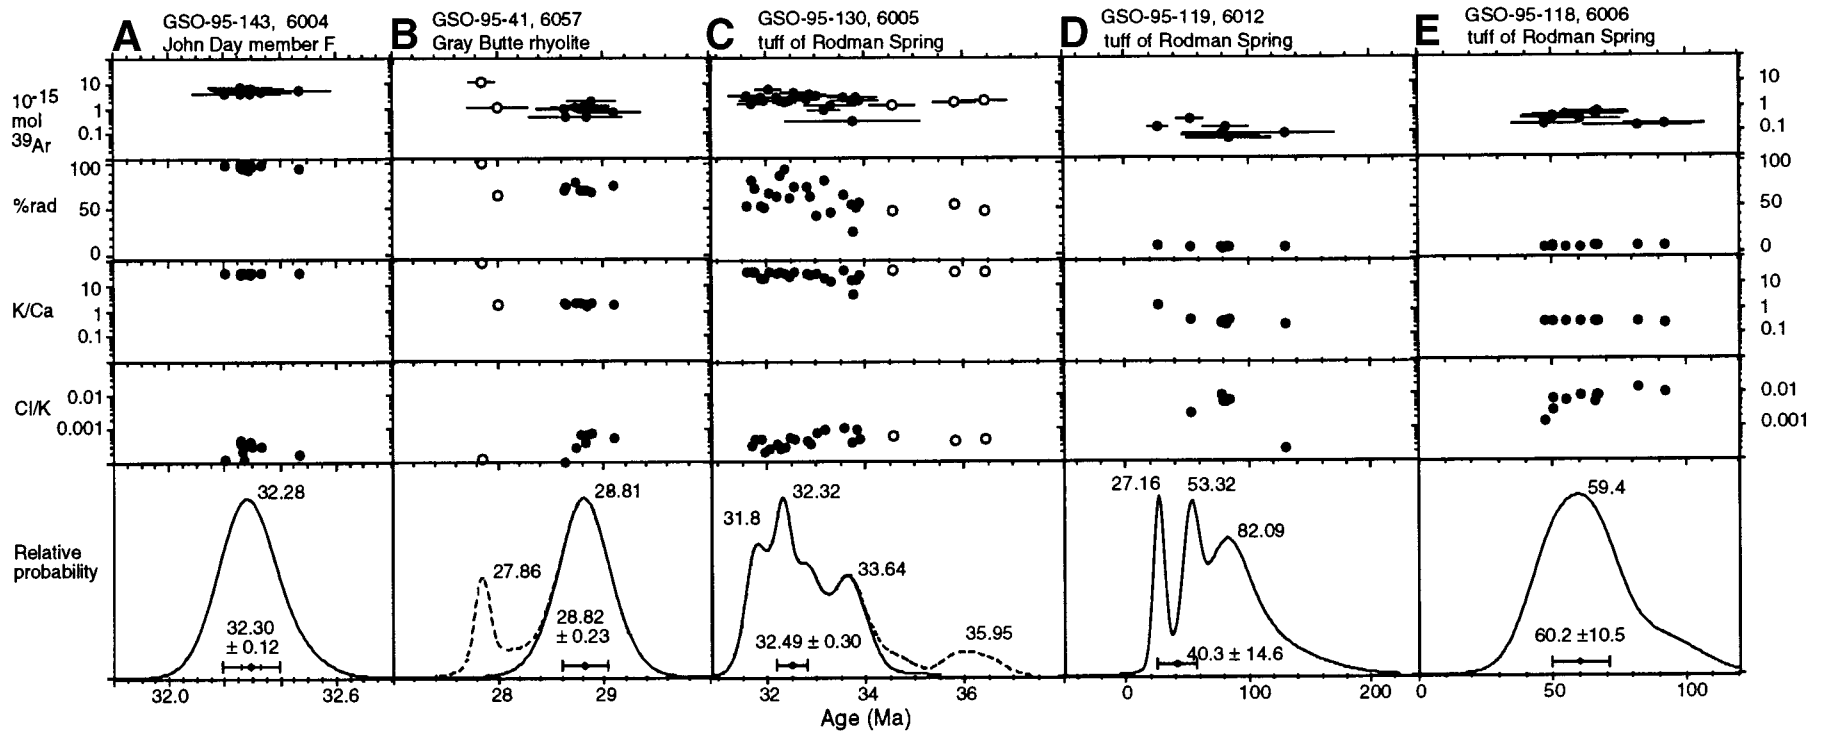 A GSO-95-143, 6004
John Day member F
B GSO-95-41, 6057
Gray Butte rhyolite
C GSO-95-130, 6005
tuff of Rodman Spring
D GSO-95-119, 6012
tuff of Rodman Spring
E GSO-95-118, 6006
tuff of Rodman Spring
10-15
mol
39Ar
10
1
0.1
10
1
0.1
%rad
100
50
0
100
50
0
K/Ca
10
1
0.1
10
1
0.1
Cl/K
0.01
0.001
0.01
0.001
Relative
probability
32.28
32.30
± 0.12
28.81
27.86
28.82
± 0.23
32.32
31.8
33.64
35.95
32.49 ± 0.30
27.16
53.32
82.09
40.3 ± 14.6
59.4
60.2 ±10.5
32.0 32.6
28 29
32 34 36
0 100 200
0 50 100
Age (Ma)